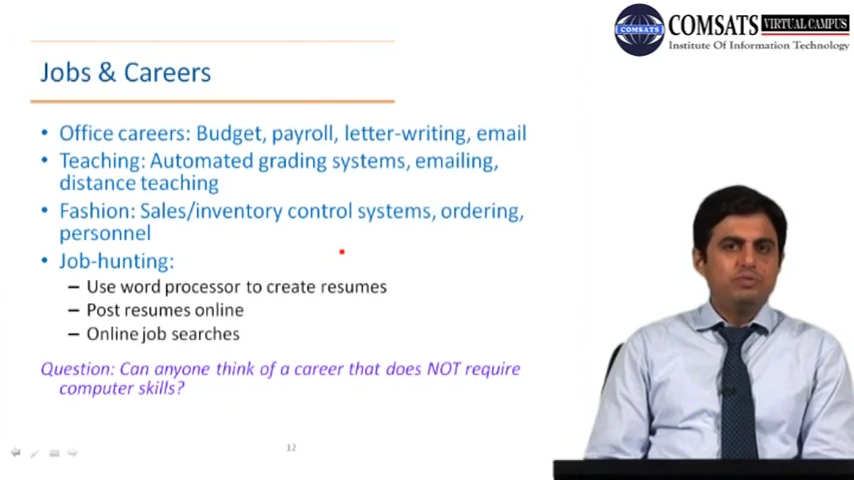 COMSATS
COMSATS VIRTUAL CAMPUS
Institute Of Information Technology
Jobs & Careers
• Office careers: Budget, payroll, letter-writing, email
• Teaching: Automated grading systems, emailing,
distance teaching
• Fashion: Sales/inventory control systems, ordering,
personnel
• Job-hunting:
– Use word processor to create resumes
– Post resumes online
– Online job searches
Question: Can anyone think of a career that does NOT require
computer skills?
12